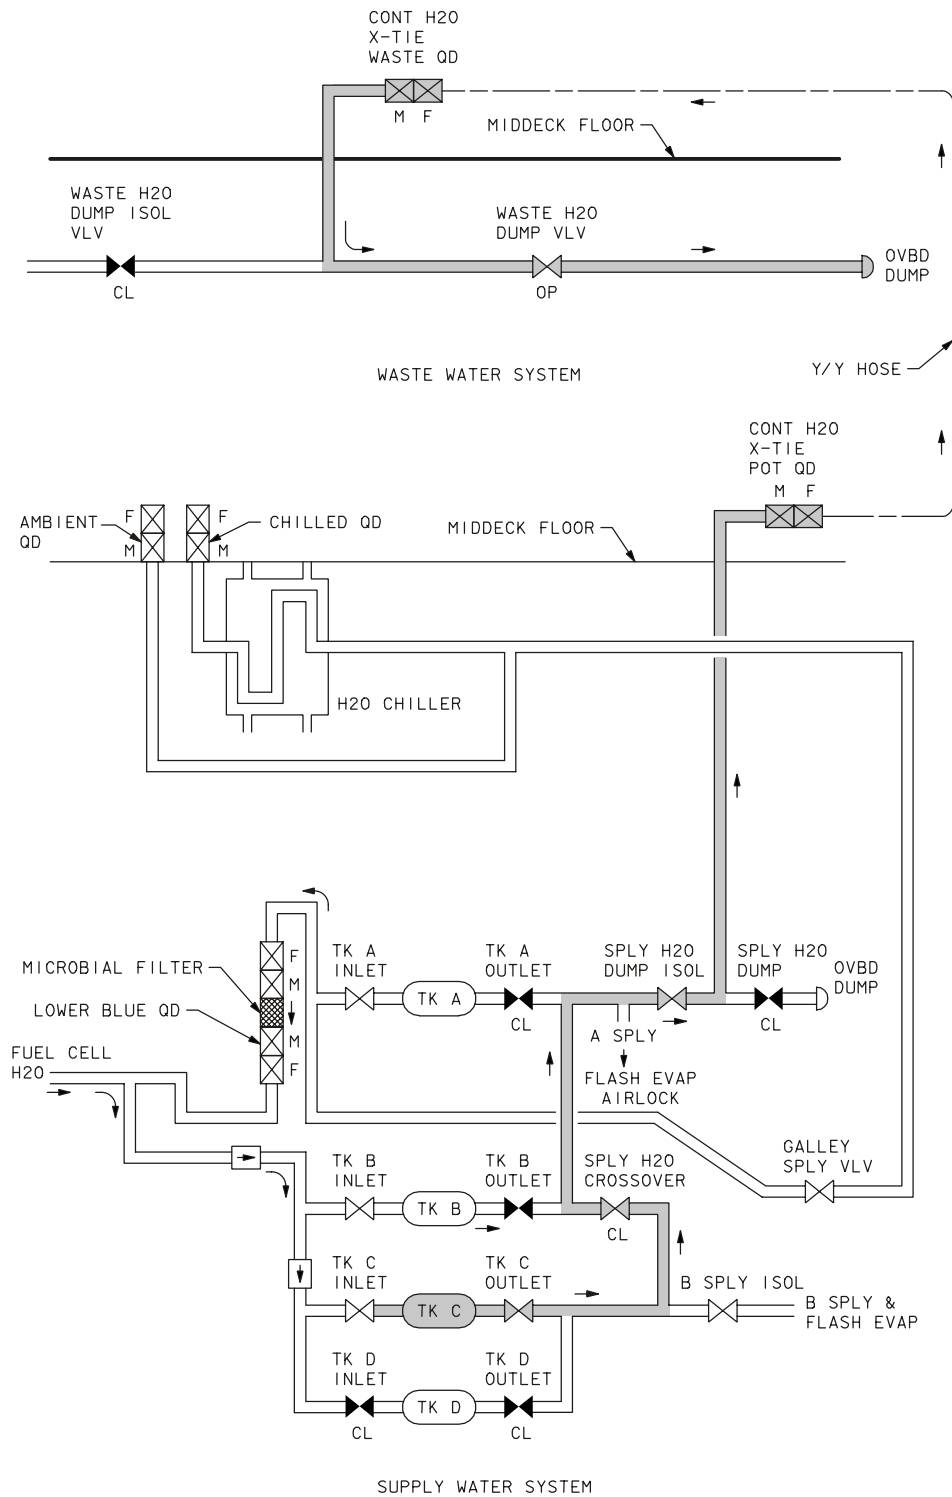 CONT H2O
X-TIE
WASTE QD
M F
MIDDECK FLOOR
WASTE H2O
DUMP ISOL
VLV
CL
WASTE H2O
DUMP VLV
OP
OVBD
DUMP
WASTE WATER SYSTEM
Y/Y HOSE
CONT H2O
X-TIE
POT QD
M F
AMBIENT
QD
F
M
F
M
CHILLED QD
MIDDECK FLOOR
H2O CHILLER
MICROBIAL FILTER
LOWER BLUE QD
F
M
M
F
FUEL CELL
H2O
TK A
INLET
TK A
TK A
OUTLET
CL
SPLY H2O
DUMP ISOL
SPLY H2O
DUMP
CL
OVBD
DUMP
A SPLY
FLASH EVAP
AIRLOCK
TK B
INLET
TK B
TK B
OUTLET
SPLY H2O
CROSSOVER
CL
GALLEY
SPLY VLV
TK C
INLET
TK C
TK C
OUTLET
B SPLY ISOL
B SPLY &
FLASH EVAP
TK D
INLET
CL
TK D
TK D
OUTLET
CL
SUPPLY WATER SYSTEM